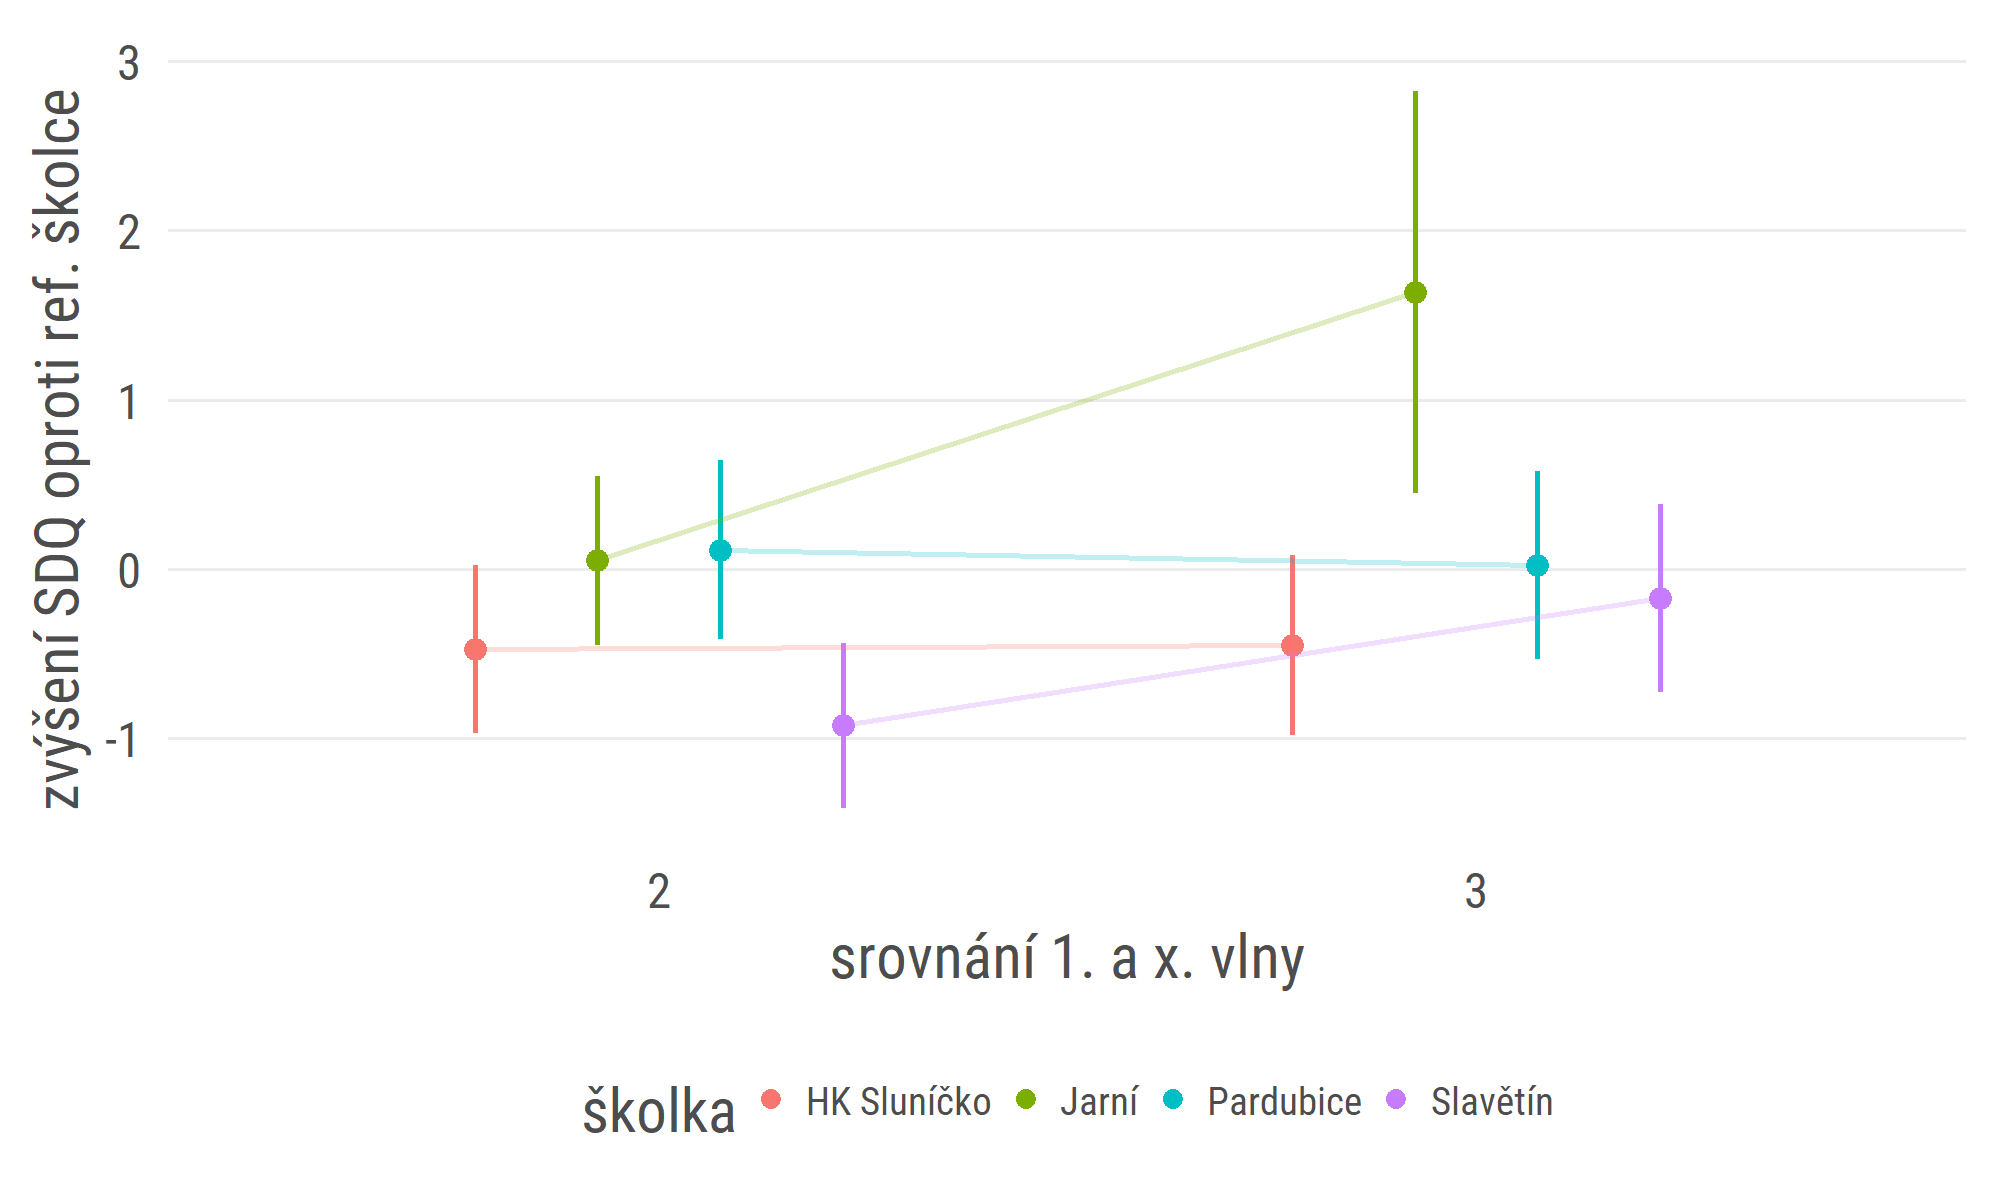 zvýšení SDQ oproti ref. školce
3
2
1
0
-1
2 3
srovnání 1. a x. vlny
školka HK Sluníčko Jarní Pardubice Slavětín